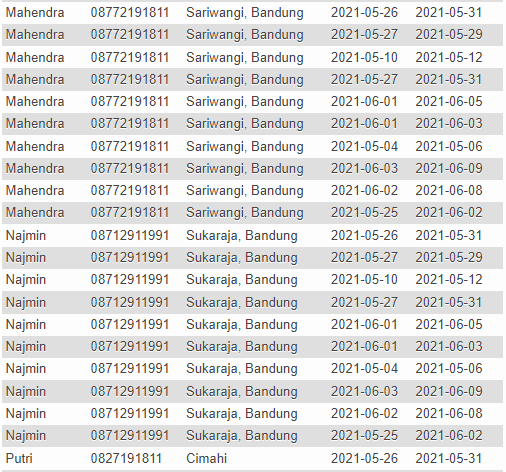 Mahendra 08772191811 Sariwangi, Bandung 2021-05-26 2021-05-31
Mahendra 08772191811 Sariwangi, Bandung 2021-05-27 2021-05-29
Mahendra 08772191811 Sariwangi, Bandung 2021-05-10 2021-05-12
Mahendra 08772191811 Sariwangi, Bandung 2021-05-27 2021-05-31
Mahendra 08772191811 Sariwangi, Bandung 2021-06-01 2021-06-05
Mahendra 08772191811 Sariwangi, Bandung 2021-06-01 2021-06-03
Mahendra 08772191811 Sariwangi, Bandung 2021-05-04 2021-05-06
Mahendra 08772191811 Sariwangi, Bandung 2021-06-03 2021-06-09
Mahendra 08772191811 Sariwangi, Bandung 2021-06-02 2021-06-08
Mahendra 08772191811 Sariwangi, Bandung 2021-05-25 2021-06-02
Najmin 08712911991 Sukaraja, Bandung 2021-05-26 2021-05-31
Najmin 08712911991 Sukaraja, Bandung 2021-05-27 2021-05-29
Najmin 08712911991 Sukaraja, Bandung 2021-05-10 2021-05-12
Najmin 08712911991 Sukaraja, Bandung 2021-05-27 2021-05-31
Najmin 08712911991 Sukaraja, Bandung 2021-06-01 2021-06-05
Najmin 08712911991 Sukaraja, Bandung 2021-06-01 2021-06-03
Najmin 08712911991 Sukaraja, Bandung 2021-05-04 2021-05-06
Najmin 08712911991 Sukaraja, Bandung 2021-06-03 2021-06-09
Najmin 08712911991 Sukaraja, Bandung 2021-06-02 2021-06-08
Najmin 08712911991 Sukaraja, Bandung 2021-05-25 2021-06-02
Putri 0827191811 Cimahi 2021-05-26 2021-05-31